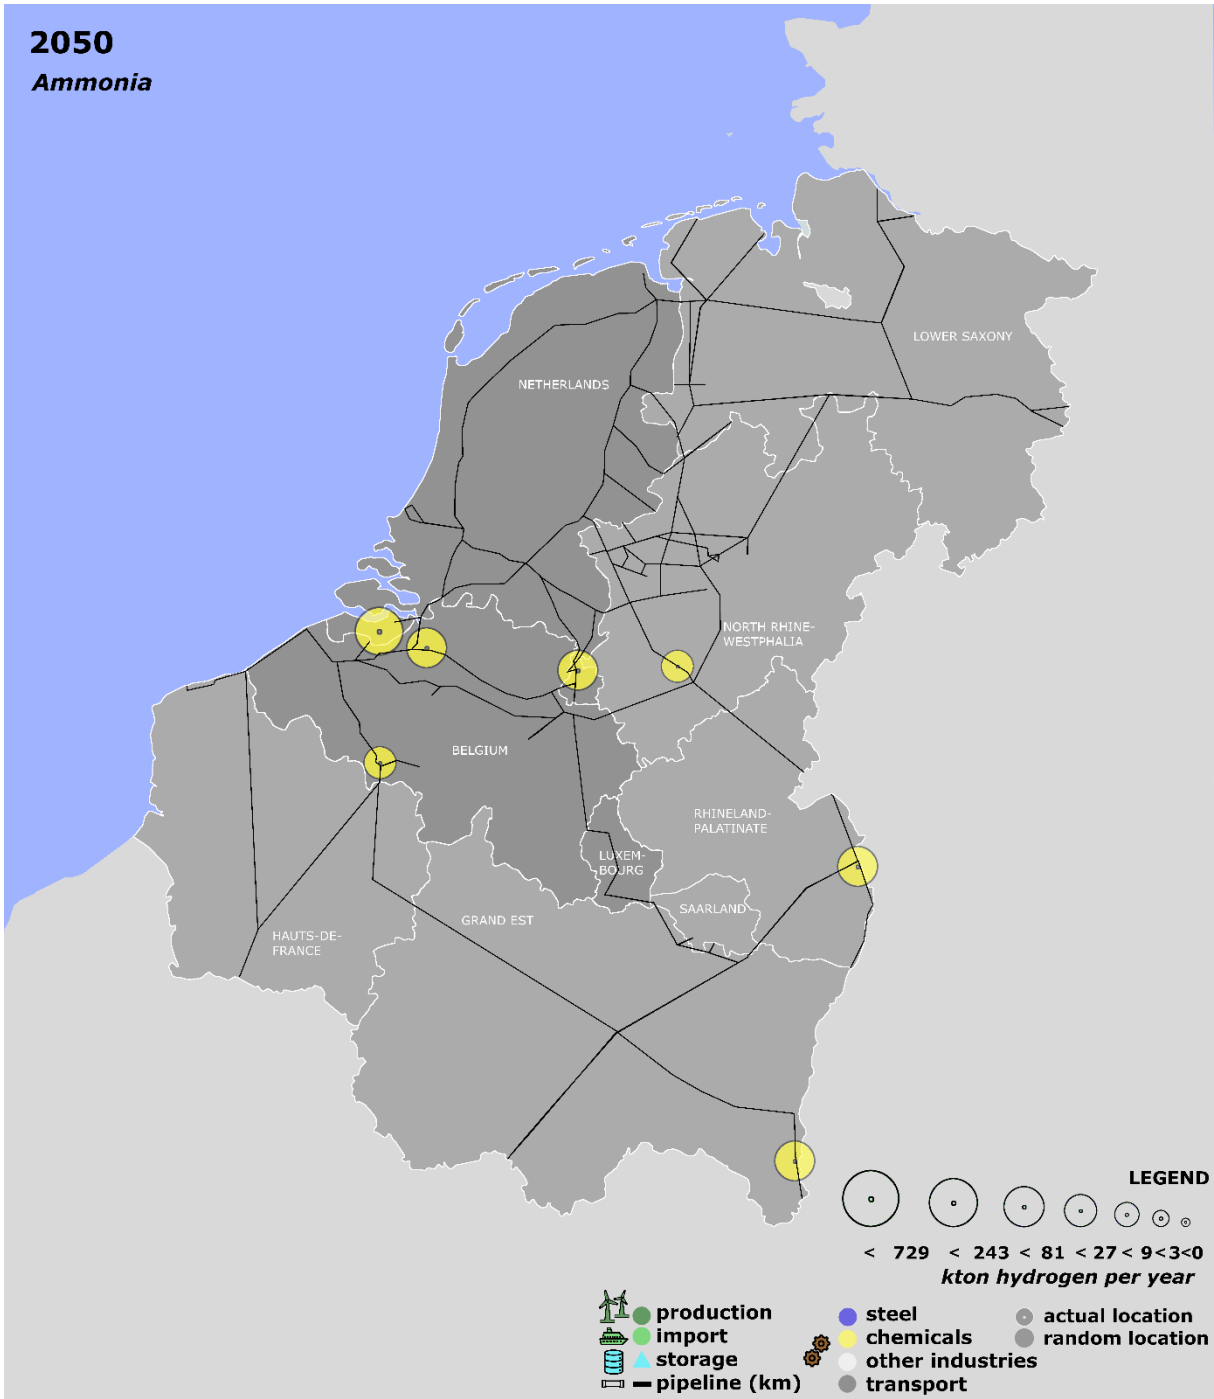 2050
Ammonia
LOWER SAXONY
NETHERLANDS
NORTH RHINE-
WESTPHALIA
BELGIUM
RHINELAND-
PALATINATE
LUXEM-
BOURG
SAARLAND
GRAND EST
HAUTS-DE-
FRANCE
LEGEND
< 729 < 243 < 81 < 27 < 9 <3<0
kton hydrogen per year
production
import
storage
pipeline (km)
steel
chemicals
other industries
transport
actual location
random location